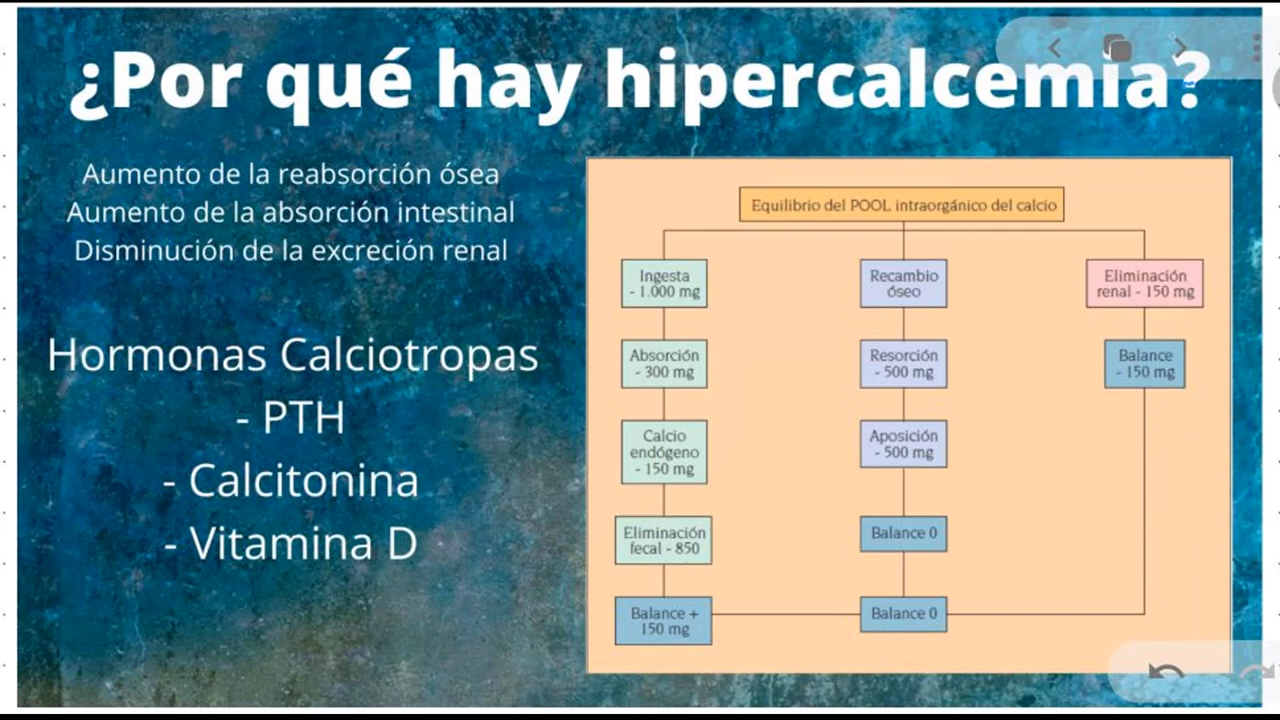 ¿Por qué hay hipercalcemia?
Aumento de la reabsorción ósea
Aumento de la absorción intestinal
Disminución de la excreción renal
Hormonas Calciotropas
- PTH
- Calcitonina
- Vitamina D
Equilibrio del POOL intraorgánico del calcio
Ingesta
- 1.000 mg
Absorción
- 300 mg
Calcio
endógeno
- 150 mg
Eliminación
fecal - 850
Balance +
150 mg
Recambio
óseo
Resorción
- 500 mg
Aposición
- 500 mg
Balance 0
Balance 0
Eliminación
renal - 150 mg
Balance
- 150 mg